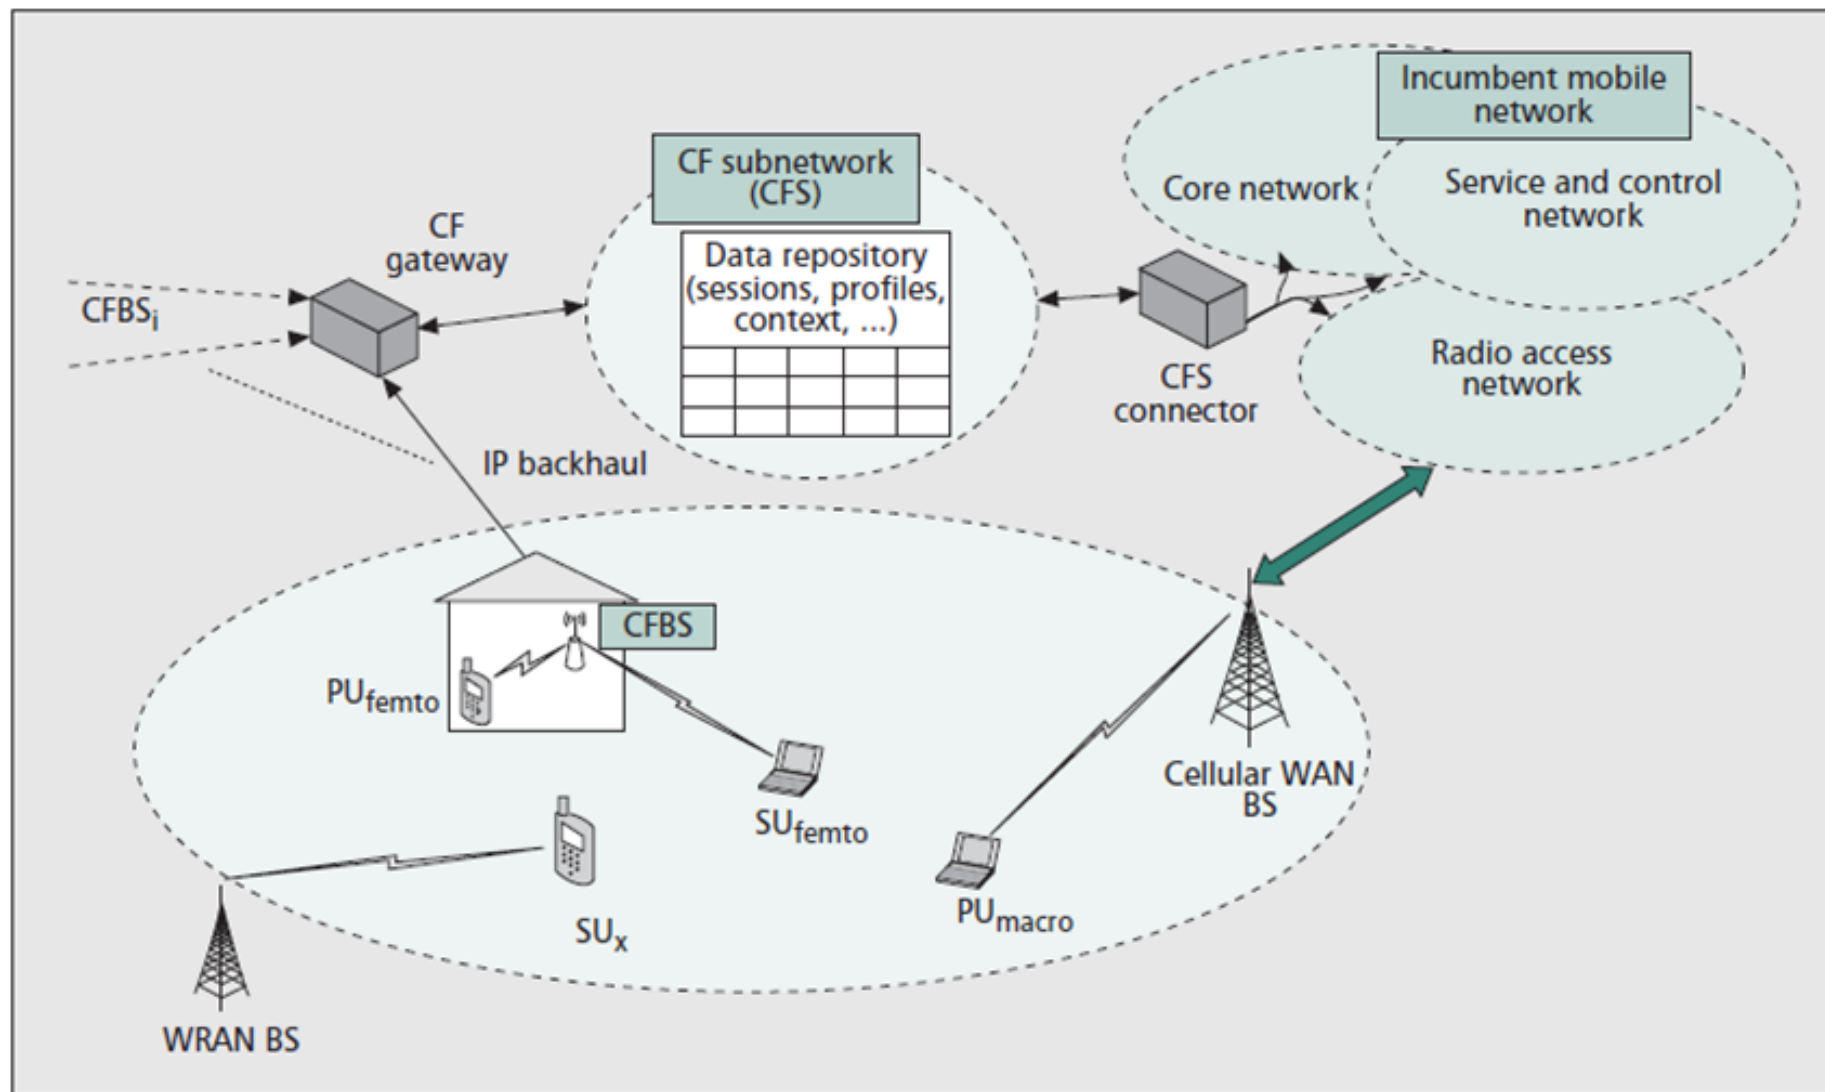 Incumbent mobile
network
CF subnetwork
(CFS)
Core network
Service and control
network
CF
gateway
Data repository
(sessions, profiles,
context, ...)
CFBSi
Radio access
network
CFS
connector
IP backhaul
CFBS
PUfemto
Cellular WAN
BS
SUfemto
PUmacro
SUx
WRAN BS